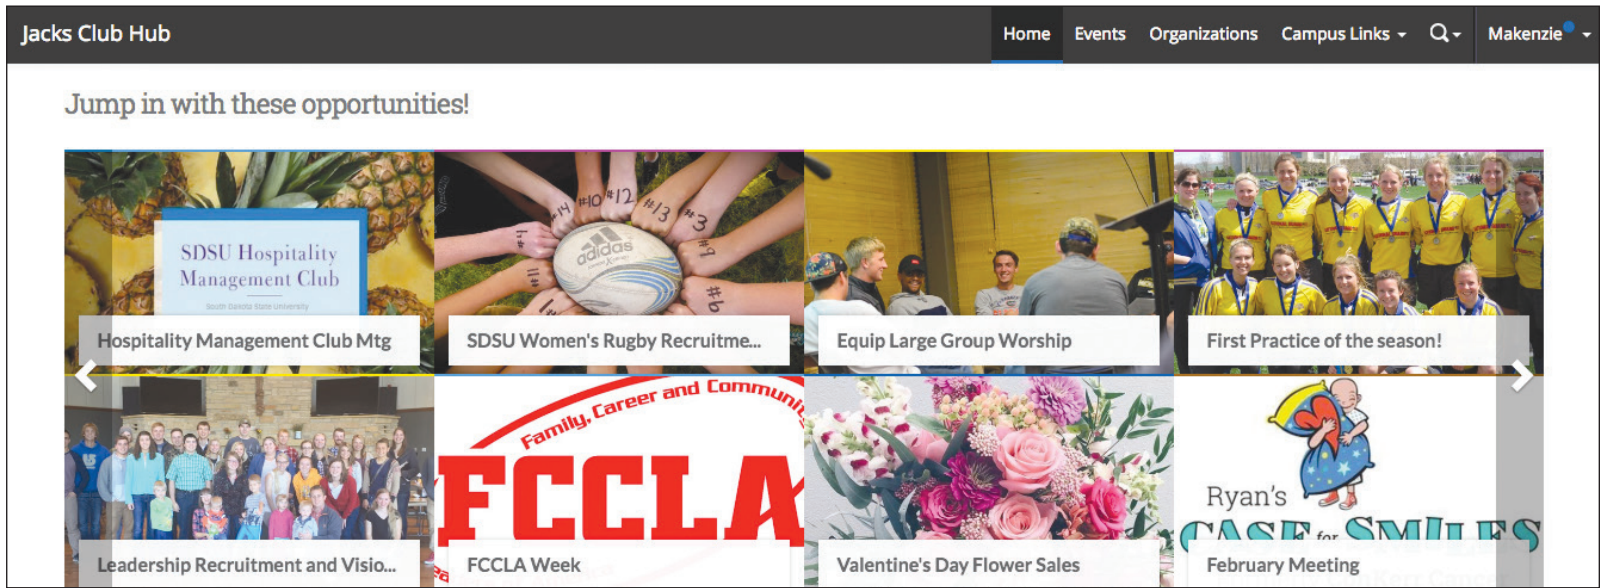 Jacks Club Hub
Home Events Organizations Campus Links Makenzie
Jump in with these opportunities!
SDSU Hospitality
Management Club
South Dakota State University
Hospitality Management Club Mtg
#14 #10 #12 #13 #3
#9
#11
adidas
SDSU Women's Rugby Recruitme...
Equip Large Group Worship
First Practice of the season!
Leadership Recruitment and Visio...
Family, Career and Communi
FCCLA
FCCLA Week
Valentine's Day Flower Sales
Ryan's
CASE for SMILES
February Meeting